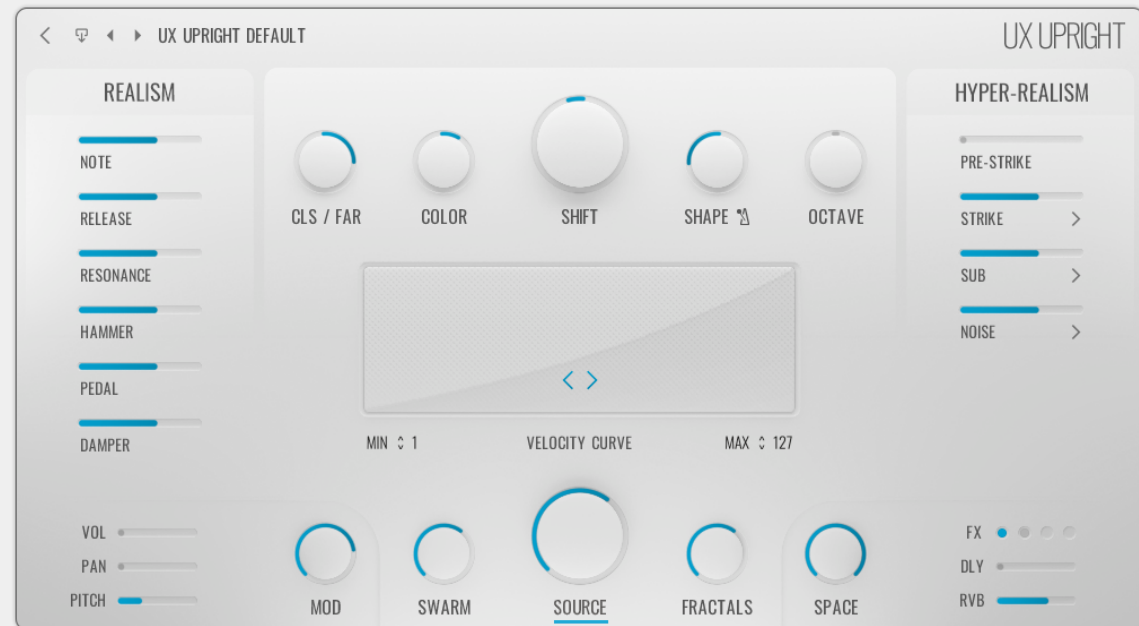 UX UPRIGHT DEFAULT
UX UPRIGHT
REALISM
NOTE
RELEASE
RESONANCE
HAMMER
PEDAL
DAMPER
CLS / FAR
COLOR
SHIFT
SHAPE
OCTAVE
HYPER-REALISM
PRE-STRIKE
STRIKE
SUB
NOISE
MIN 1
VELOCITY CURVE
MAX 127
VOL
PAN
PITCH
MOD
SWARM
SOURCE
FRACTALS
SPACE
FX
DLY
RVB